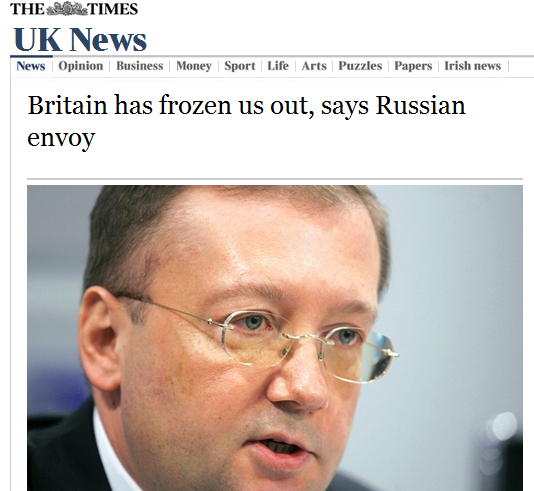 THE TIMES
UK News
News Opinion Business Money Sport Life Arts Puzzles Papers Irish news
Britain has frozen us out, says Russian
envoy